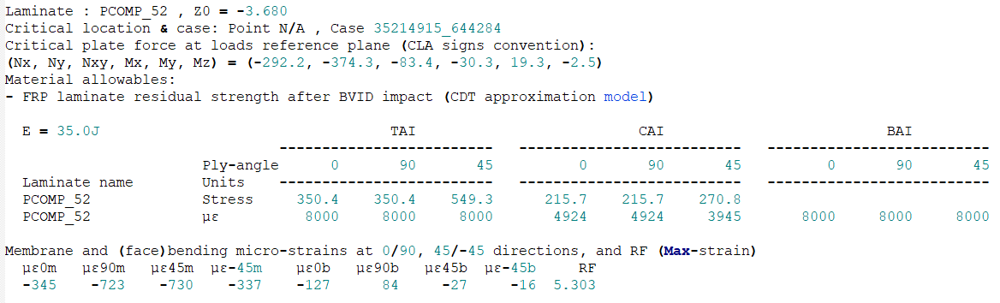 Laminate : PCOMP_52 , Z0 = -3.680
Critical location & case: Point N/A , Case 35214915_644284
Critical plate force at loads reference plane (CLA signs convention):
(Nx, Ny, Nxy, Mx, My, Mz) = (-292.2, -374.3, -83.4, -30.3, 19.3, -2.5)
Material allowables:
- FRP laminate residual strength after BVID impact (CDT approximation model)
E = 35.0J TAI CAI BAI
------------------------- -------------------------- --------------------------
Ply-angle 0 90 45 0 90 45 0 90 45
Laminate name Units ------------------------- -------------------------- --------------------------
PCOMP_52 Stress 350.4 350.4 549.3 215.7 215.7 270.8
PCOMP_52 με 8000 8000 8000 4924 4924 3945 8000 8000 8000
Membrane and (face)bending micro-strains at 0/90, 45/-45 directions, and RF (Max-strain)
με0m με90m με45m με-45m με0b με90b με45b με-45b RF
-345 -723 -730 -337 -127 84 -27 -16 5.303